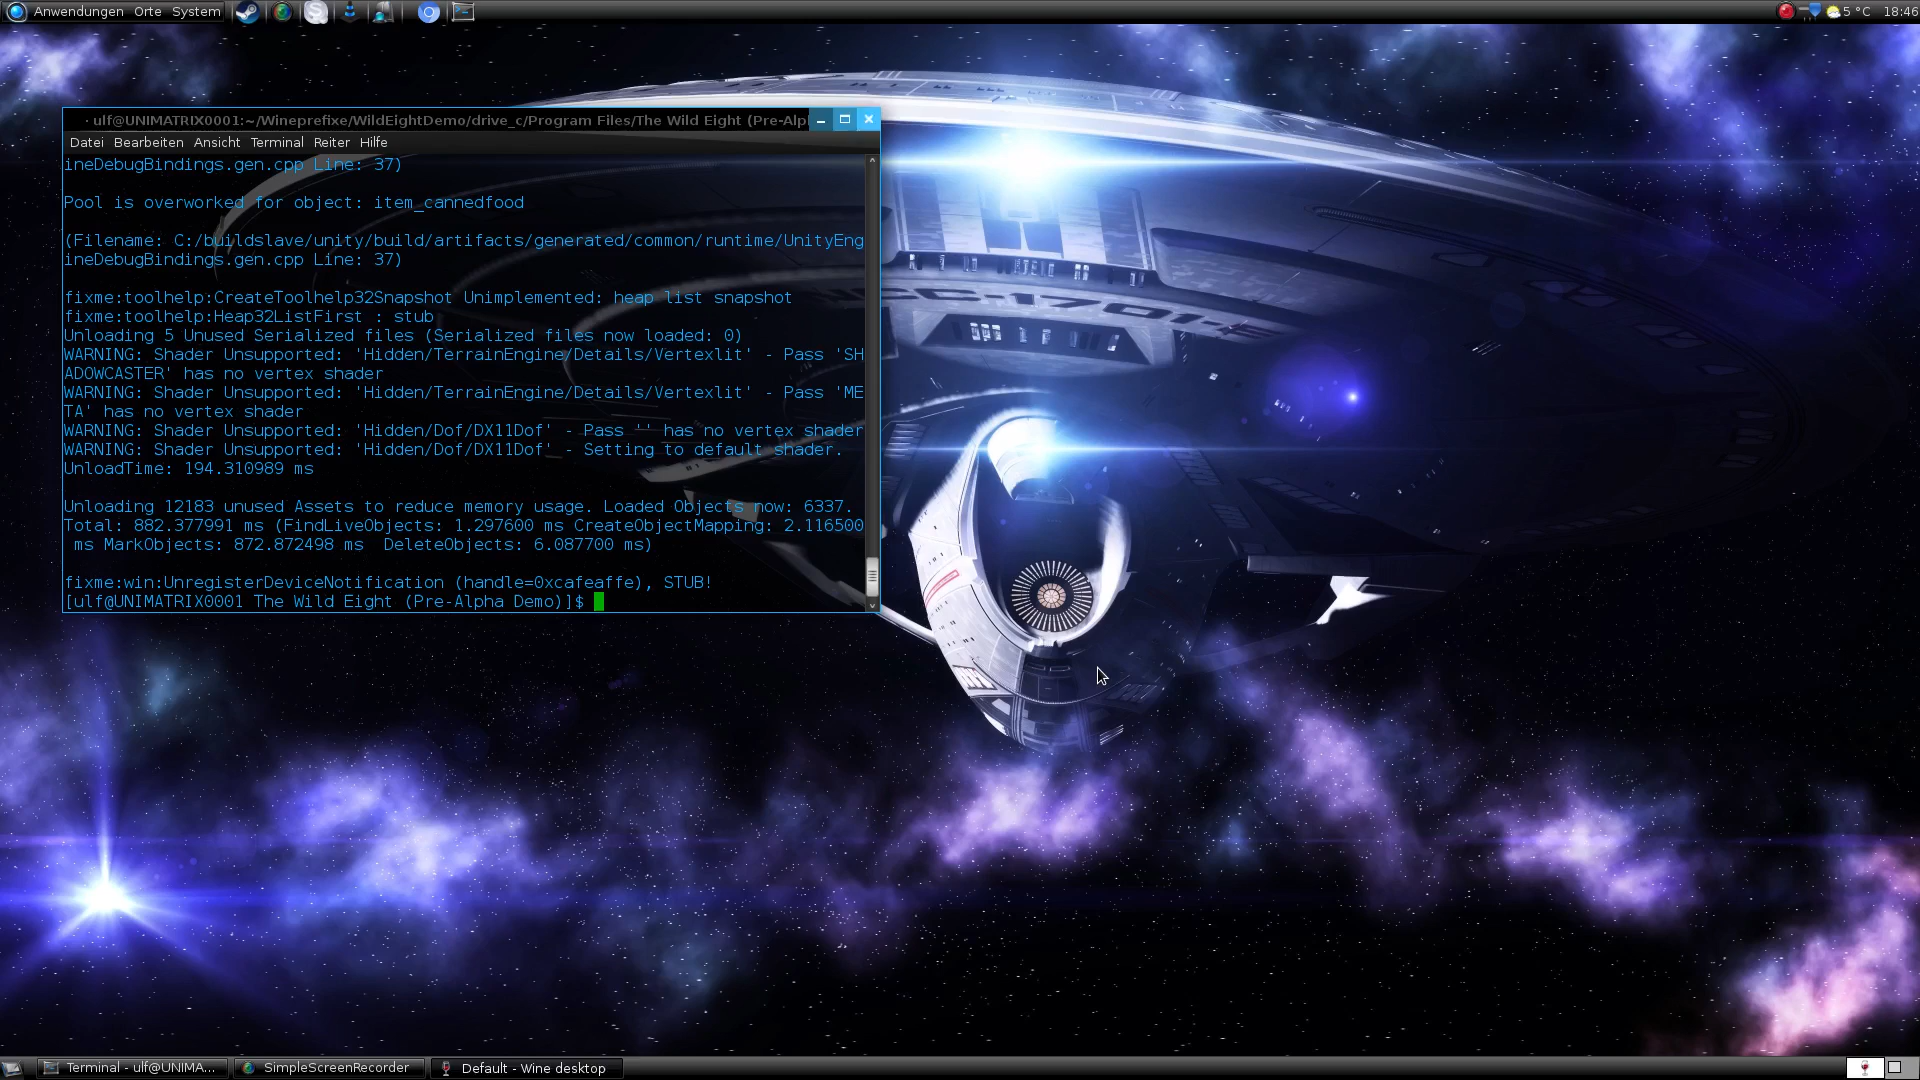 Anwendungen Orte System
5 °C 18:46
ulf@UNIMATRIX0001:~/Wineprefixe/WildEightDemo/drive_c/Program Files/The Wild Eight (Pre-Alp
Datei Bearbeiten Ansicht Terminal Reiter Hilfe
ineDebugBindings.gen.cpp Line: 37)
Pool is overworked for object: item_cannedfood
(Filename: C:/buildslave/unity/build/artifacts/generated/common/runtime/UnityEng
ineDebugBindings.gen.cpp Line: 37)
fixme:toolhelp:CreateToolhelp32Snapshot Unimplemented: heap list snapshot
fixme:toolhelp:Heap32ListFirst : stub
Unloading 5 Unused Serialized files (Serialized files now loaded: 0)
WARNING: Shader Unsupported: 'Hidden/TerrainEngine/Details/Vertexlit' - Pass 'SH
ADOWCASTER' has no vertex shader
WARNING: Shader Unsupported: 'Hidden/TerrainEngine/Details/Vertexlit' - Pass 'ME
TA' has no vertex shader
WARNING: Shader Unsupported: 'Hidden/Dof/DX11Dof' - Pass '' has no vertex shader
WARNING: Shader Unsupported: 'Hidden/Dof/DX11Dof' - Setting to default shader.
UnloadTime: 194.310989 ms
Unloading 12183 unused Assets to reduce memory usage. Loaded Objects now: 6337.
Total: 882.377991 ms (FindLiveObjects: 1.297600 ms CreateObjectMapping: 2.116500
ms MarkObjects: 872.872498 ms  DeleteObjects: 6.087700 ms)
fixme:win:UnregisterDeviceNotification (handle=0xcafeaffe), STUB!
[ulf@UNIMATRIX0001 The Wild Eight (Pre-Alpha Demo)]$
Terminal - ulf@UNIMA... SimpleScreenRecorder Default - Wine desktop